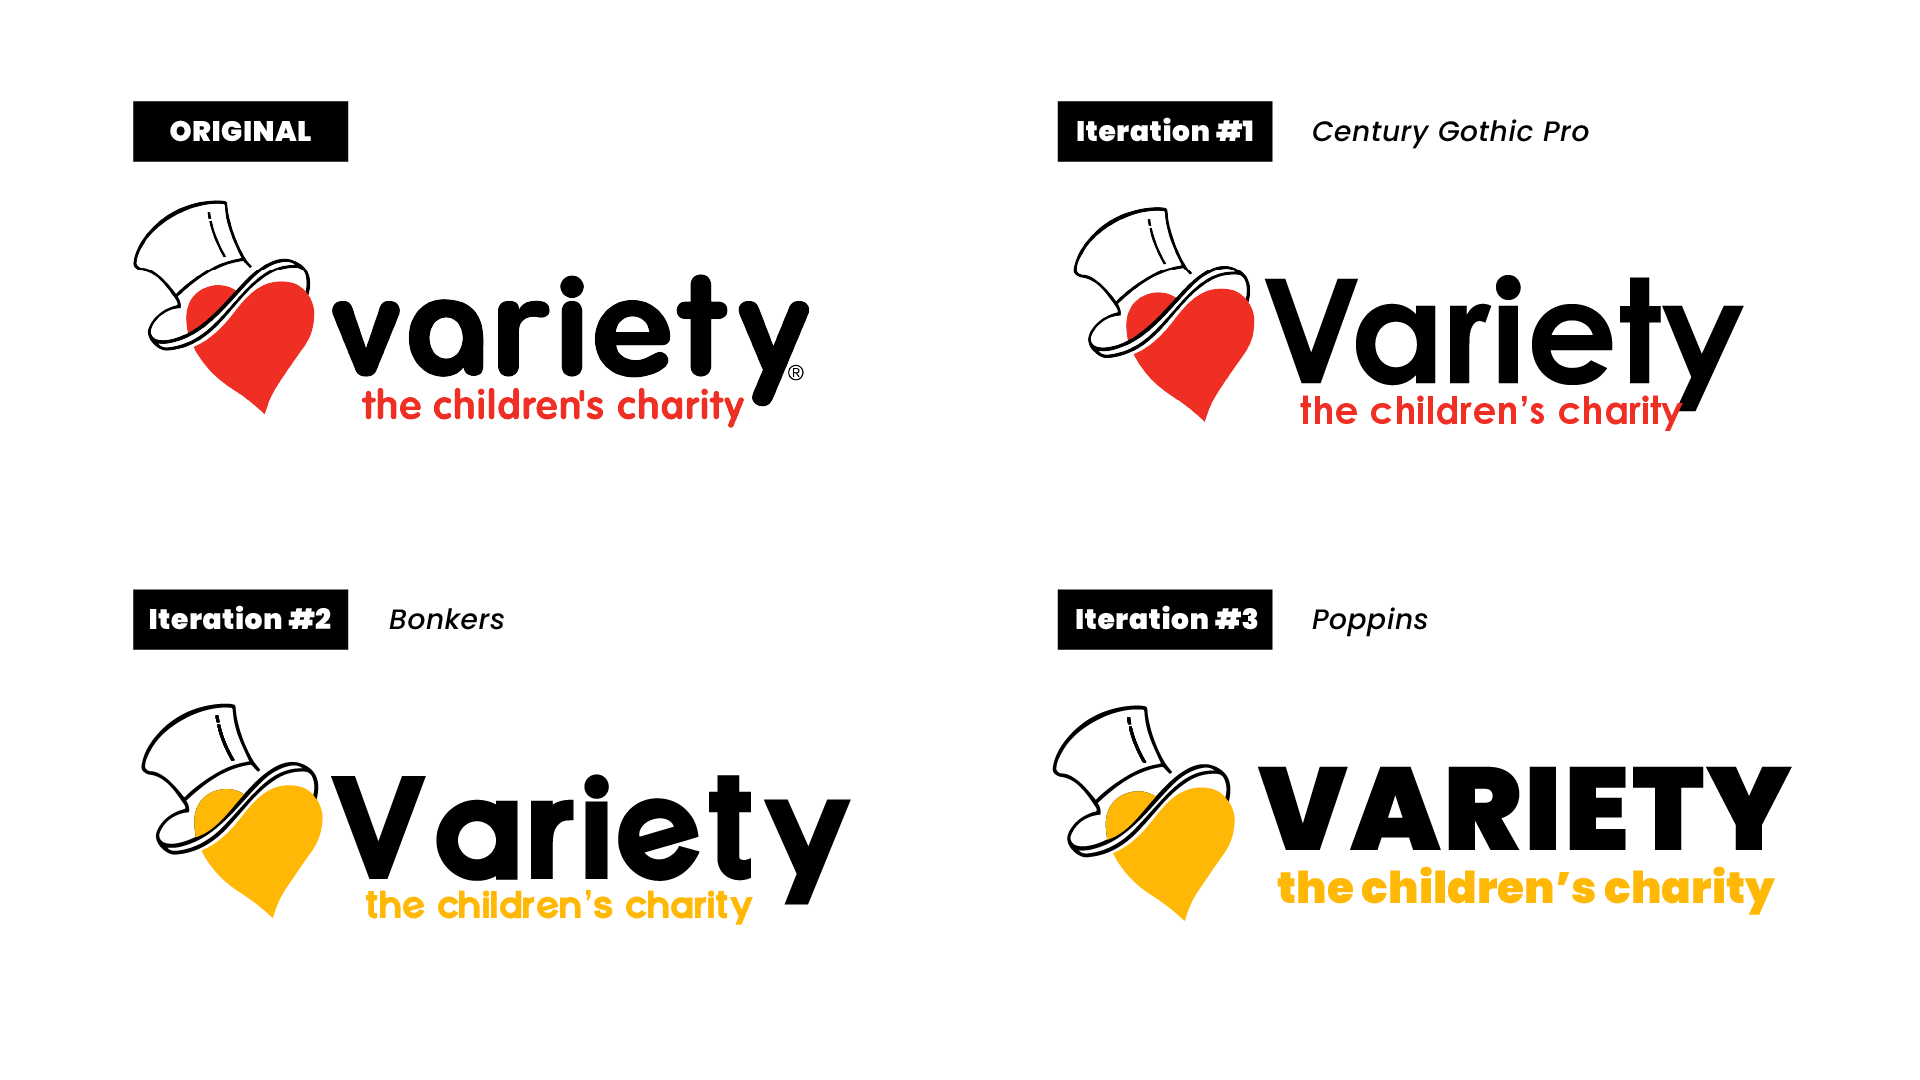 ORIGINAL
variety®
the children's charity
Iteration #1 Century Gothic Pro
Variety
the children’s charity
Iteration #2 Bonkers
Variety
the children’s charity
Iteration #3 Poppins
VARIETY
the children’s charity